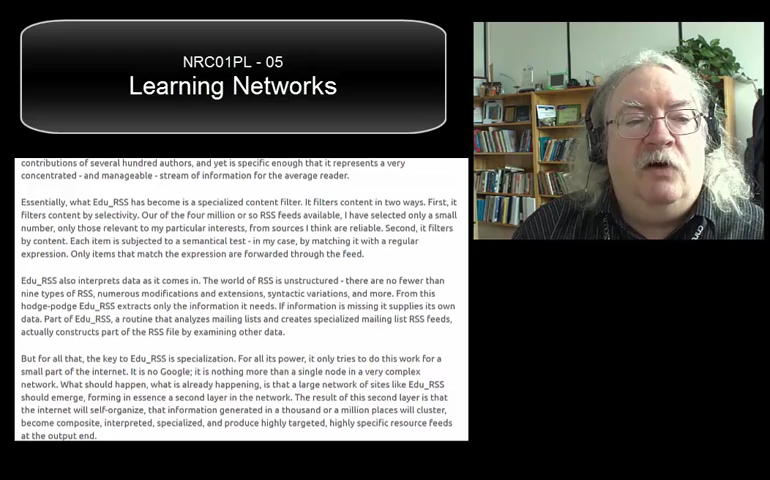 NRC01PL - 05
Learning Networks
contributions of several hundred authors, and yet is specific enough that it represents a very
concentrated - and manageable - stream of information for the average reader.
Essentially, what Edu_RSS has become is a specialized content filter. It filters content in two ways. First, it
filters content by selectivity. Our of the four million or so RSS feeds available, I have selected only a small
number, only those relevant to my particular interests, from sources I think are reliable. Second, it filters
by content. Each item is subjected to a semantical test - in my case, by matching it with a regular
expression. Only items that match the expression are forwarded through the feed.
Edu_RSS also interprets data as it comes in. The world of RSS is unstructured - there are no fewer than
nine types of RSS, numerous modifications and extensions, syntactic variations, and more. From this
hodge-podge Edu_RSS extracts only the information it needs. If information is missing it supplies its own
data. Part of Edu_RSS, a routine that analyzes mailing lists and creates specialized mailing list RSS feeds,
actually constructs part of the RSS file by examining other data.
But for all that, the key to Edu_RSS is specialization. For all its power, it only tries to do this work for a
small part of the internet. It is no Google; it is nothing more than a single node in a very complex
network. What should happen, what is already happening, is that a large network of sites like Edu_RSS
should emerge, forming in essence a second layer in the network. The result of this second layer is that
the internet will self-organize, that information generated in a thousand or a million places will cluster,
become composite, interpreted, specialized, and produce highly targeted, highly specific resource feeds
at the output end.